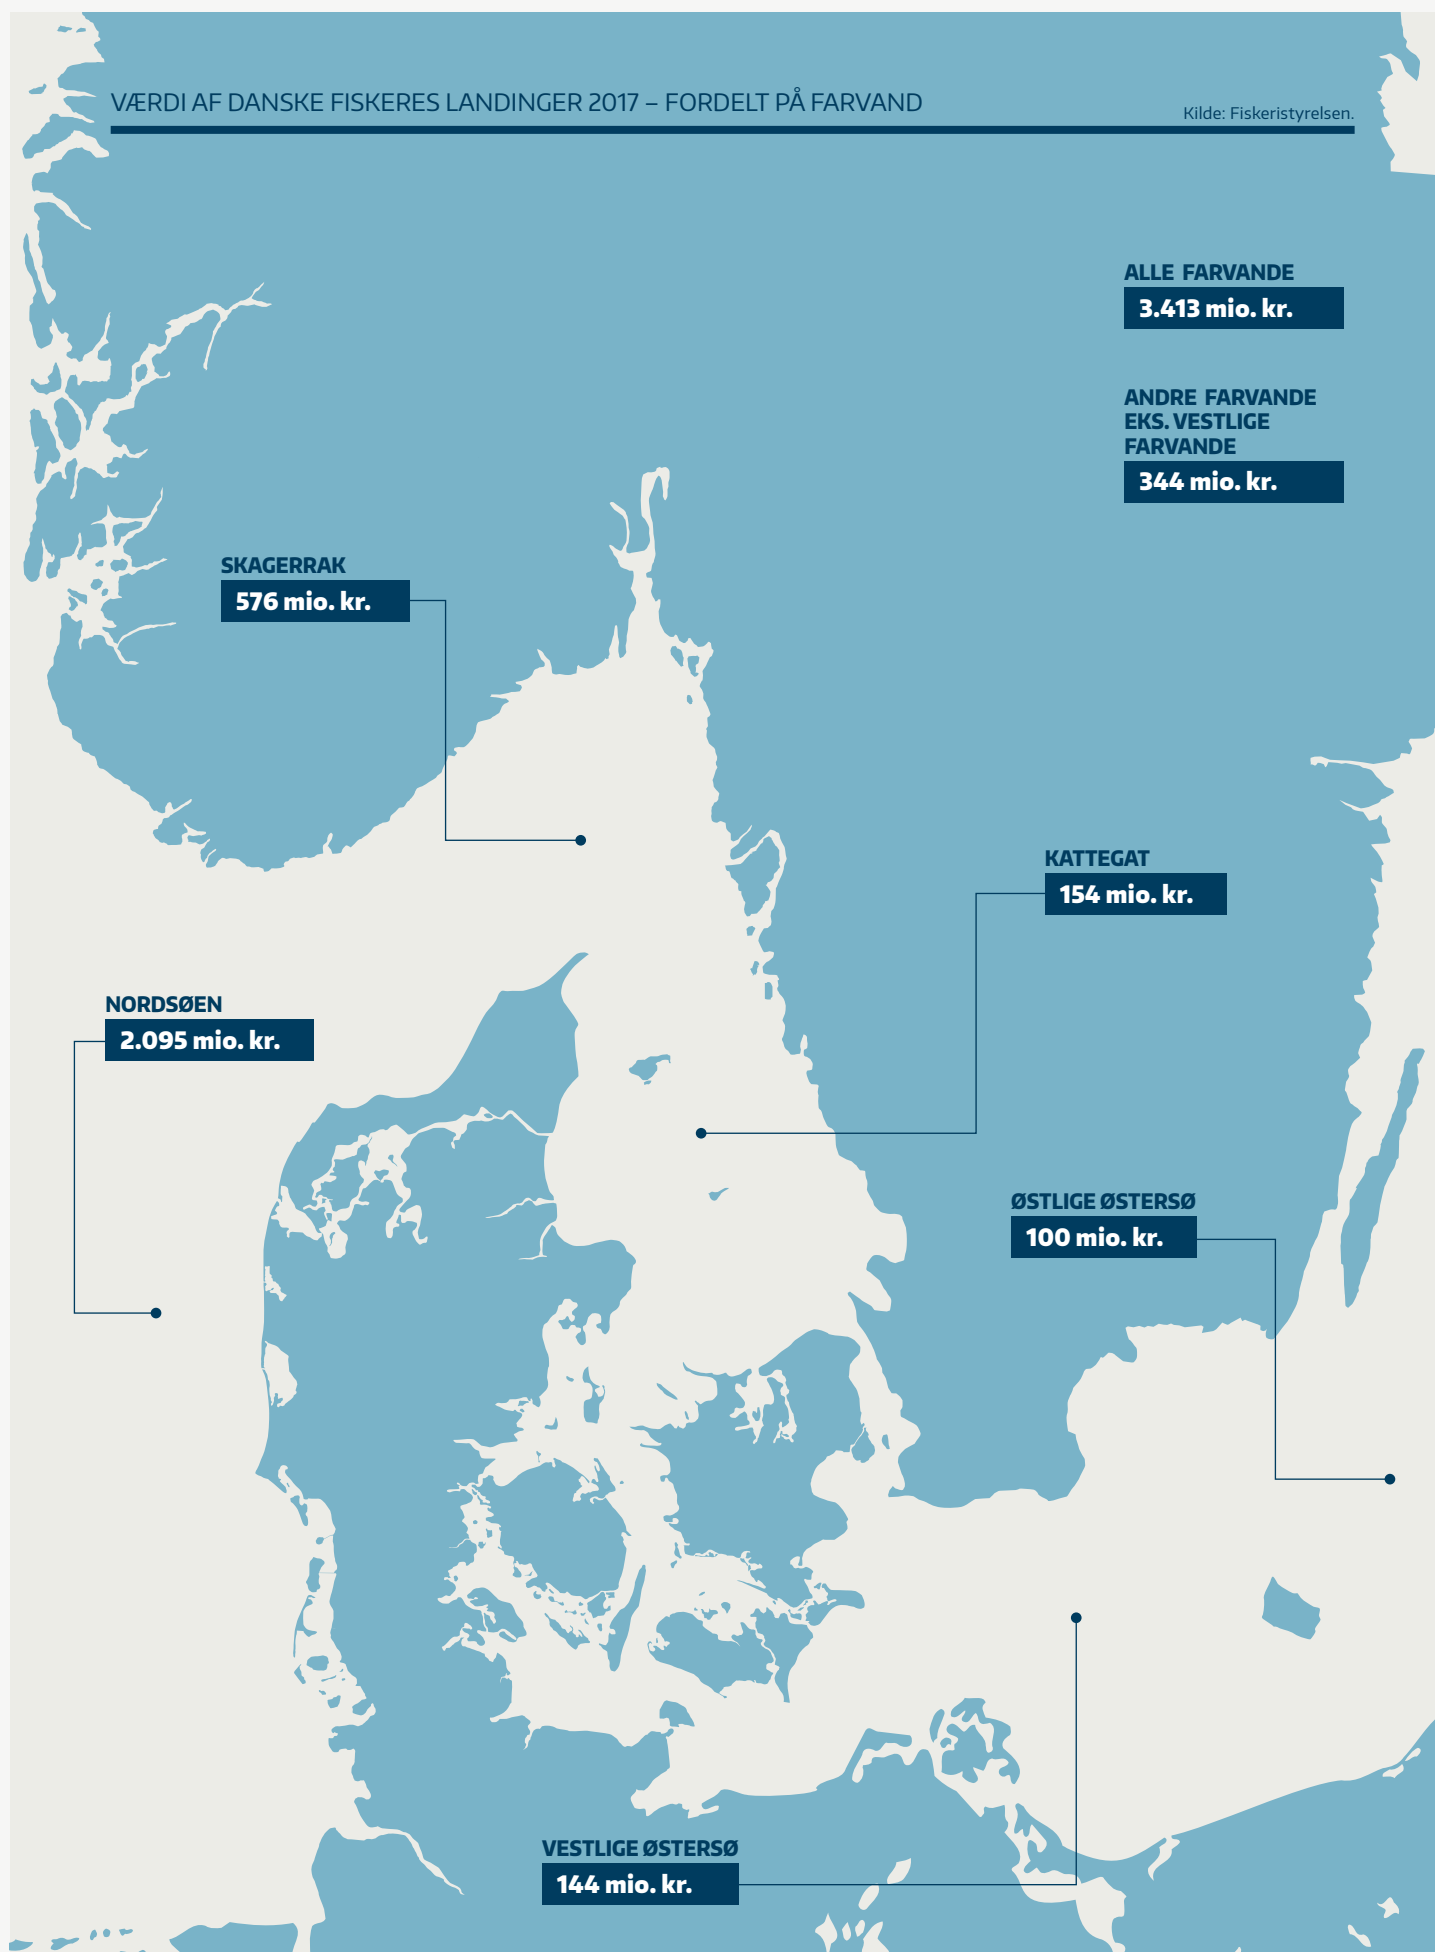 VÆRDI AF DANSKE FISKERES LANDINGER 2017 – FORDELT PÅ FARVAND
Kilde: Fiskeristyrelsen.
ALLE FARVANDE
3.413 mio. kr.
ANDRE FARVANDE
EKS. VESTLIGE
FARVANDE
344 mio. kr.
SKAGERRAK
576 mio. kr.
KATTEGAT
154 mio. kr.
NORDSØEN
2.095 mio. kr.
ØSTLIGE ØSTERSØ
100 mio. kr.
VESTLIGE ØSTERSØ
144 mio. kr.